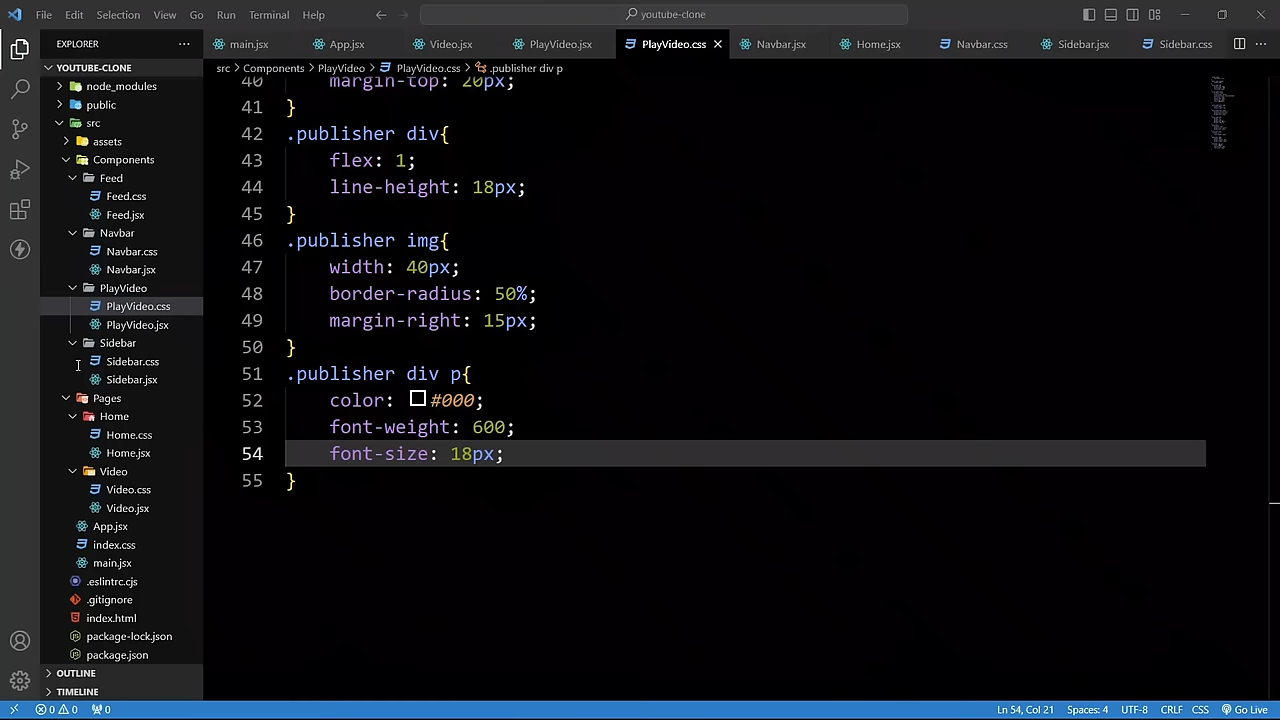 File Edit Selection View Go Run Terminal Help youtube-clone
EXPLORER
main.jsx App.jsx Video.jsx PlayVideo.jsx PlayVideo.css Navbar.jsx Home.jsx Navbar.css Sidebar.jsx Sidebar.css
YOUTUBE-CLONE
node_modules
public
src
assets
Components
Feed
Feed.css
Feed.jsx
Navbar
Navbar.css
Navbar.jsx
PlayVideo
PlayVideo.css
PlayVideo.jsx
Sidebar
Sidebar.css
Sidebar.jsx
Pages
Home
Home.css
Home.jsx
Video
Video.css
Video.jsx
App.jsx
index.css
main.jsx
.eslintrc.cjs
.gitignore
index.html
package-lock.json
package.json
OUTLINE
TIMELINE
src > Components > PlayVideo > PlayVideo.css > .publisher div p
40 margin-top: 20px;
41 }
42 .publisher div{
43 flex: 1;
44 line-height: 18px;
45 }
46 .publisher img{
47 width: 40px;
48 border-radius: 50%;
49 margin-right: 15px;
50 }
51 .publisher div p{
52 color: #000;
53 font-weight: 600;
54 font-size: 18px;
55 }
0 0 0 Ln 54, Col 21 Spaces: 4 UTF-8 CRLF CSS Go Live